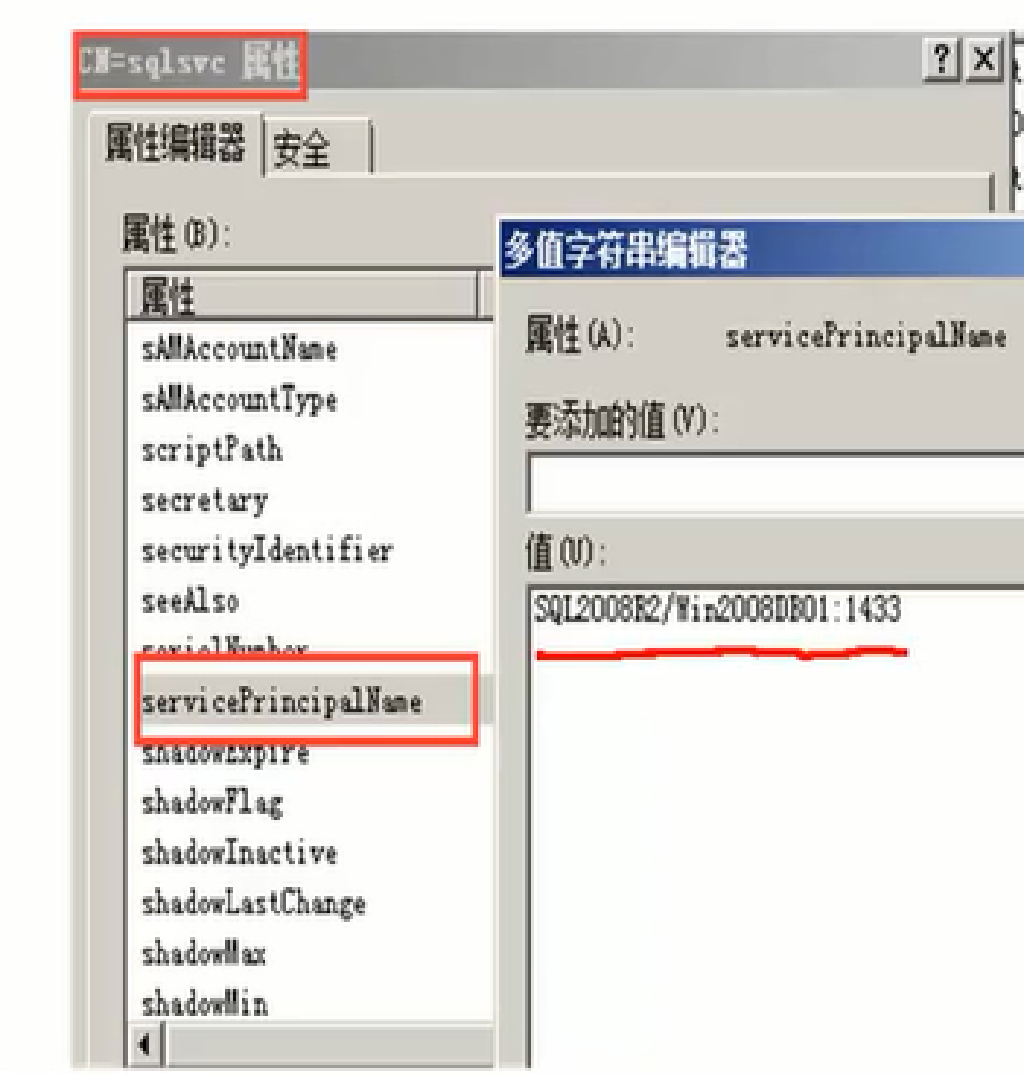 CN=sqlsvc 属性
属性编辑器
安全
属性(B):
属性
sAMAccountName
sAMAccountType
scriptPath
secretary
securityIdentifier
seeAlso
serialNumber
servicePrincipalName
shadowExpire
shadowFlag
shadowInactive
shadowLastChange
shadowMax
shadowMin
多值字符串编辑器
属性(A): servicePrincipalName
要添加的值(V):
值(U):
SQL2008R2/Win2008DB01:1433